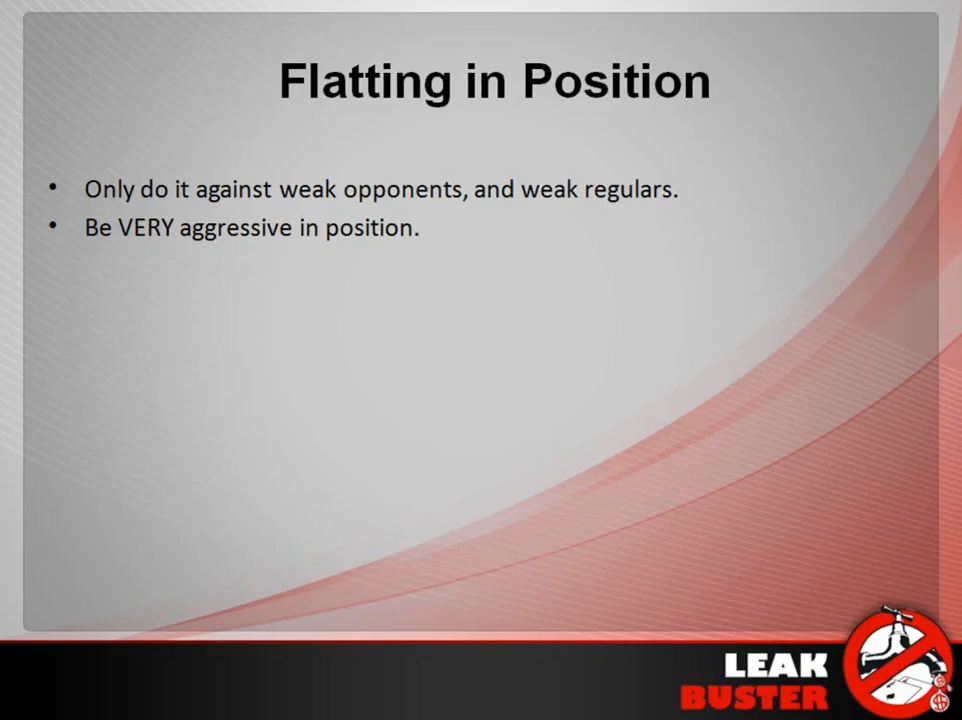 Flatting in Position
• Only do it against weak opponents, and weak regulars.
• Be VERY aggressive in position.
LEAK
BUSTER